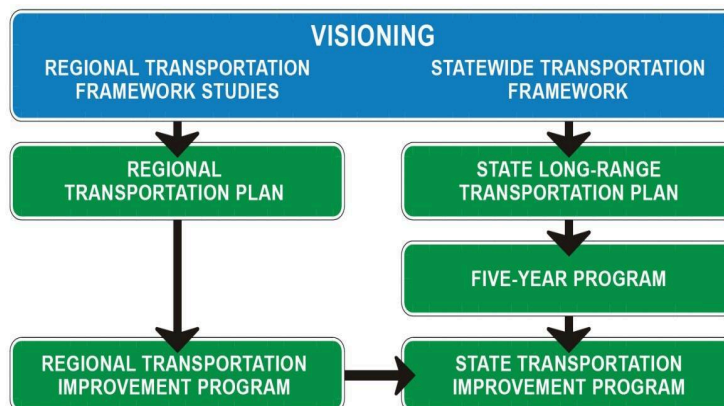 VISIONING
REGIONAL TRANSPORTATION
FRAMEWORK STUDIES
STATEWIDE TRANSPORTATION
FRAMEWORK
REGIONAL
TRANSPORTATION PLAN
STATE LONG-RANGE
TRANSPORTATION PLAN
FIVE-YEAR PROGRAM
REGIONAL TRANSPORTATION
IMPROVEMENT PROGRAM
STATE TRANSPORTATION
IMPROVEMENT PROGRAM